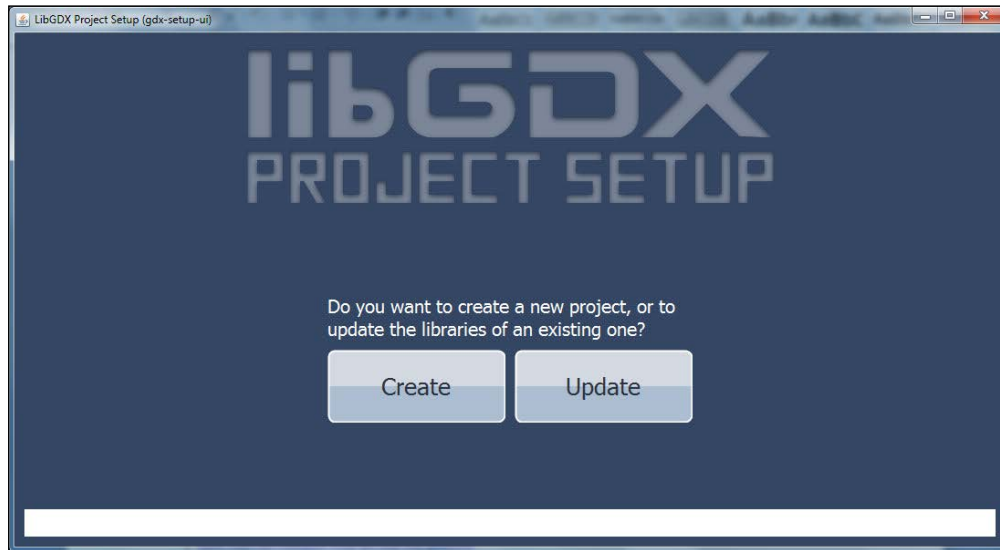 LibGDX Project Setup (gdx-setup-ui)
libGDX
PROJECT SETUP
Do you want to create a new project, or to
update the libraries of an existing one?
Create
Update